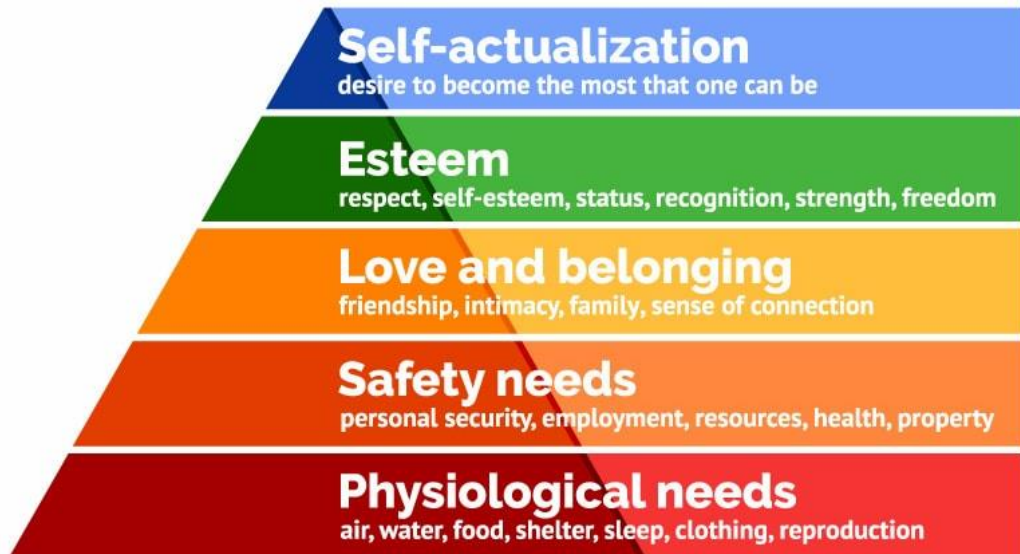 Self-actualization
desire to become the most that one can be
Esteem
respect, self-esteem, status, recognition, strength, freedom
Love and belonging
friendship, intimacy, family, sense of connection
Safety needs
personal security, employment, resources, health, property
Physiological needs
air, water, food, shelter, sleep, clothing, reproduction